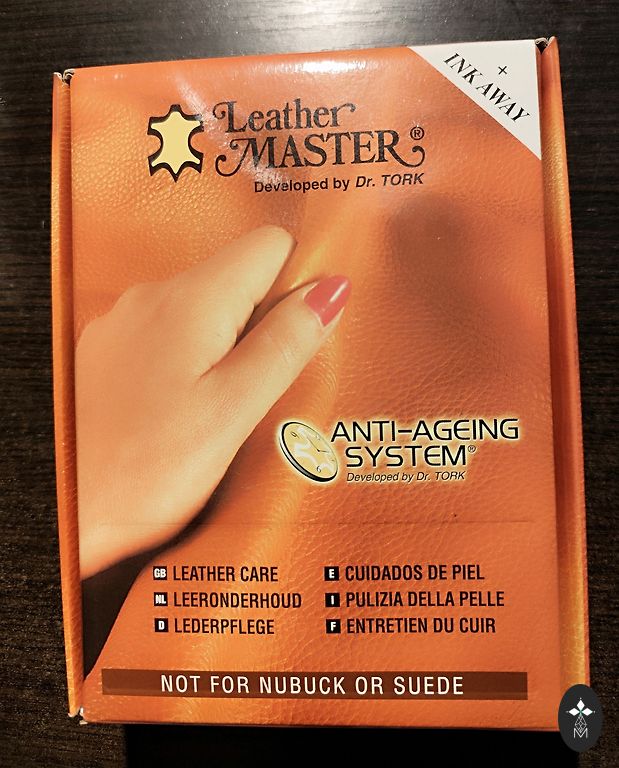 +
INK AWAY
Leather
MASTER®
Developed by Dr. TORK
ANTI-AGEING
SYSTEM®
Developed by Dr. TORK
GB LEATHER CARE
NL LEERONDERHOUD
D LEDERPFLEGE
E CUIDADOS DE PIEL
I PULIZIA DELLA PELLE
F ENTRETIEN DU CUIR
NOT FOR NUBUCK OR SUEDE